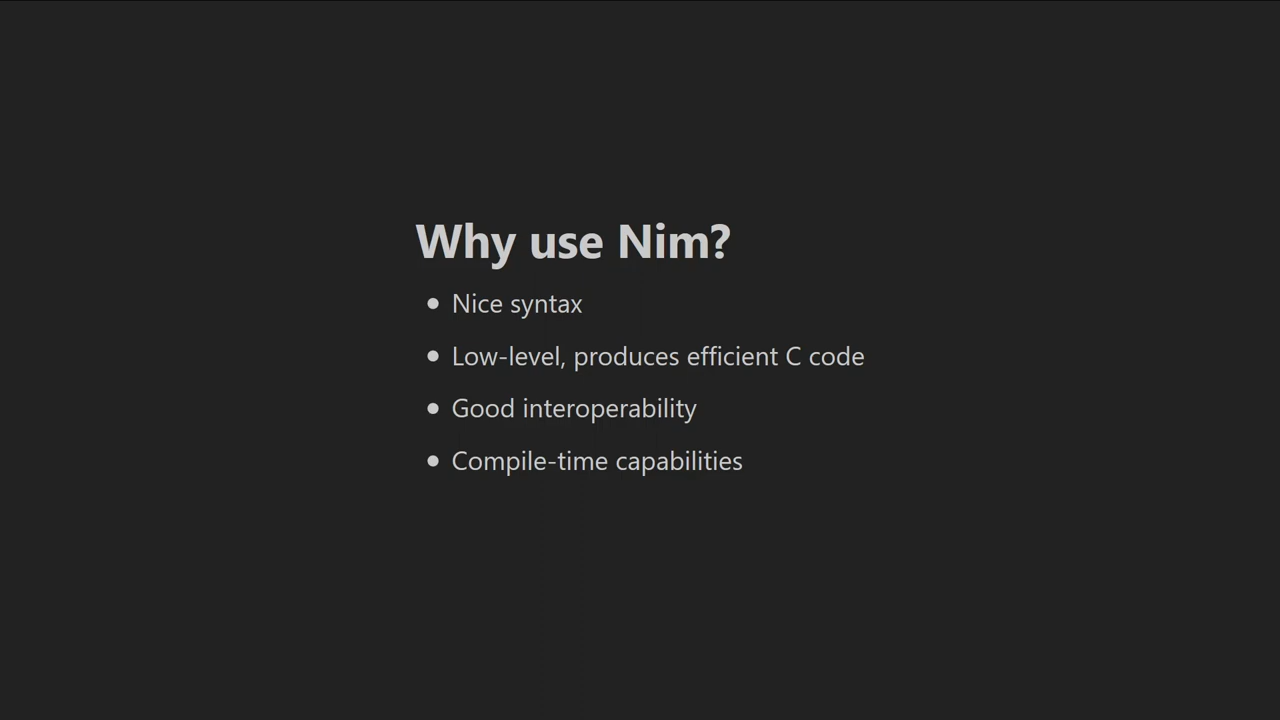 Why use Nim?
Nice syntax
Low-level, produces efficient C code
Good interoperability
Compile-time capabilities